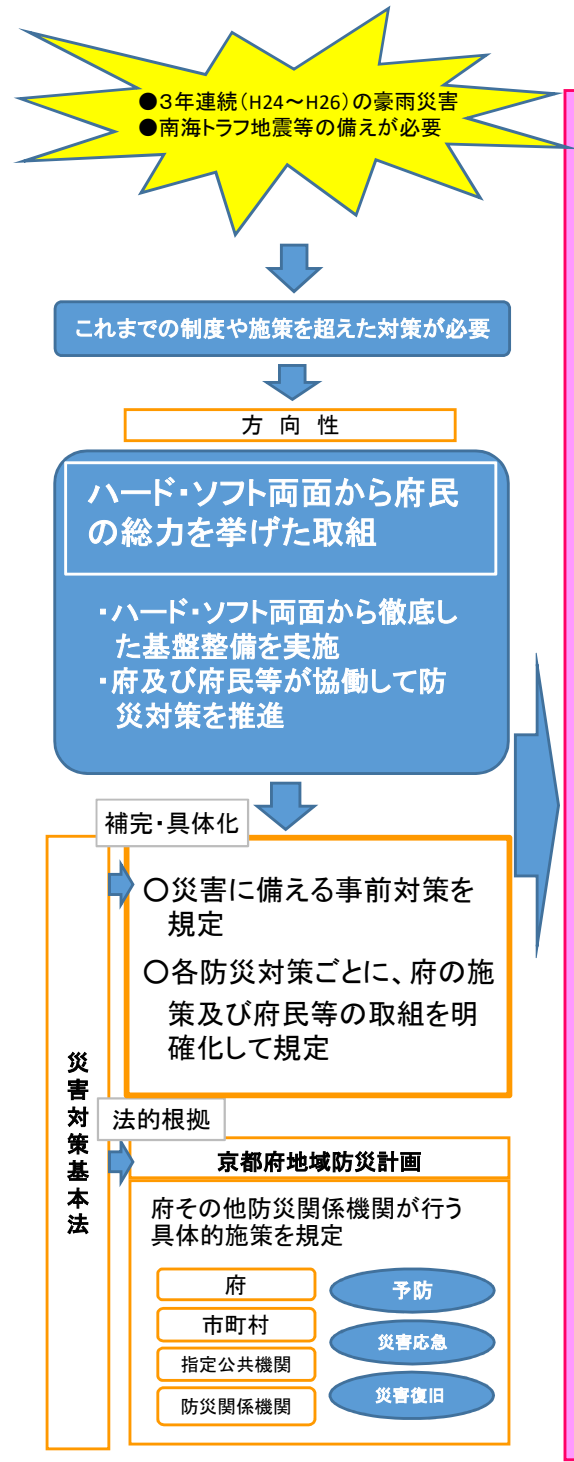 ●3年連続(H24～H26)の豪雨災害
●南海トラフ地震等の備えが必要
これまでの制度や施策を超えた対策が必要
方 向 性
ハード・ソフト両面から府民
の総力を挙げた取組
・ハード・ソフト両面から徹底し
た基盤整備を実施
・府及び府民等が協働して防
災対策を推進
補完・具体化
○災害に備える事前対策を
規定
○各防災対策ごとに、府の施
策及び府民等の取組を明
確化して規定
災害対策基本法
法的根拠
京都府地域防災計画
府その他防災関係機関が行う
具体的施策を規定
府
市町村
指定公共機関
防災関係機関
予防
災害応急
災害復旧